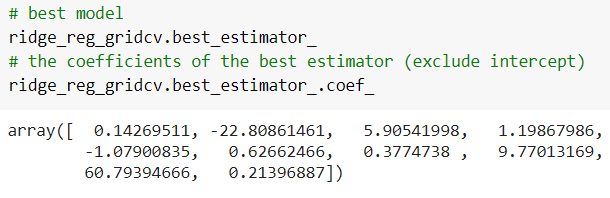 # best model
ridge_reg_gridcv.best_estimator_
# the coefficients of the best estimator (exclude intercept)
ridge_reg_gridcv.best_estimator_.coef_
array([  0.14269511, -22.80861461,   5.90541998,   1.19867986,
        -1.07900835,   0.62662466,   0.3774738 ,   9.77013169,
        60.79394666,   0.21396887])